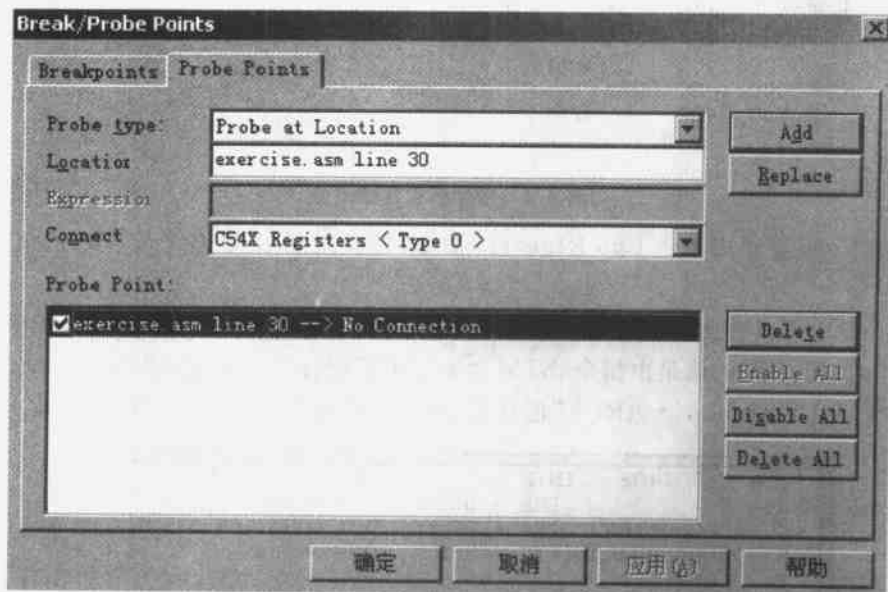 Break/Probe Points
Breakpoints
Probe Points
Probe type:
Probe at Location
Add
Location
exercise.asm line 30
Replace
Expression
Connect
C54X Registers < Type 0 >
Probe Point:
exercise.asm line 30 --> No Connection
Delete
Enable All
Disable All
Delete All
确定
取消
应用(A)
帮助